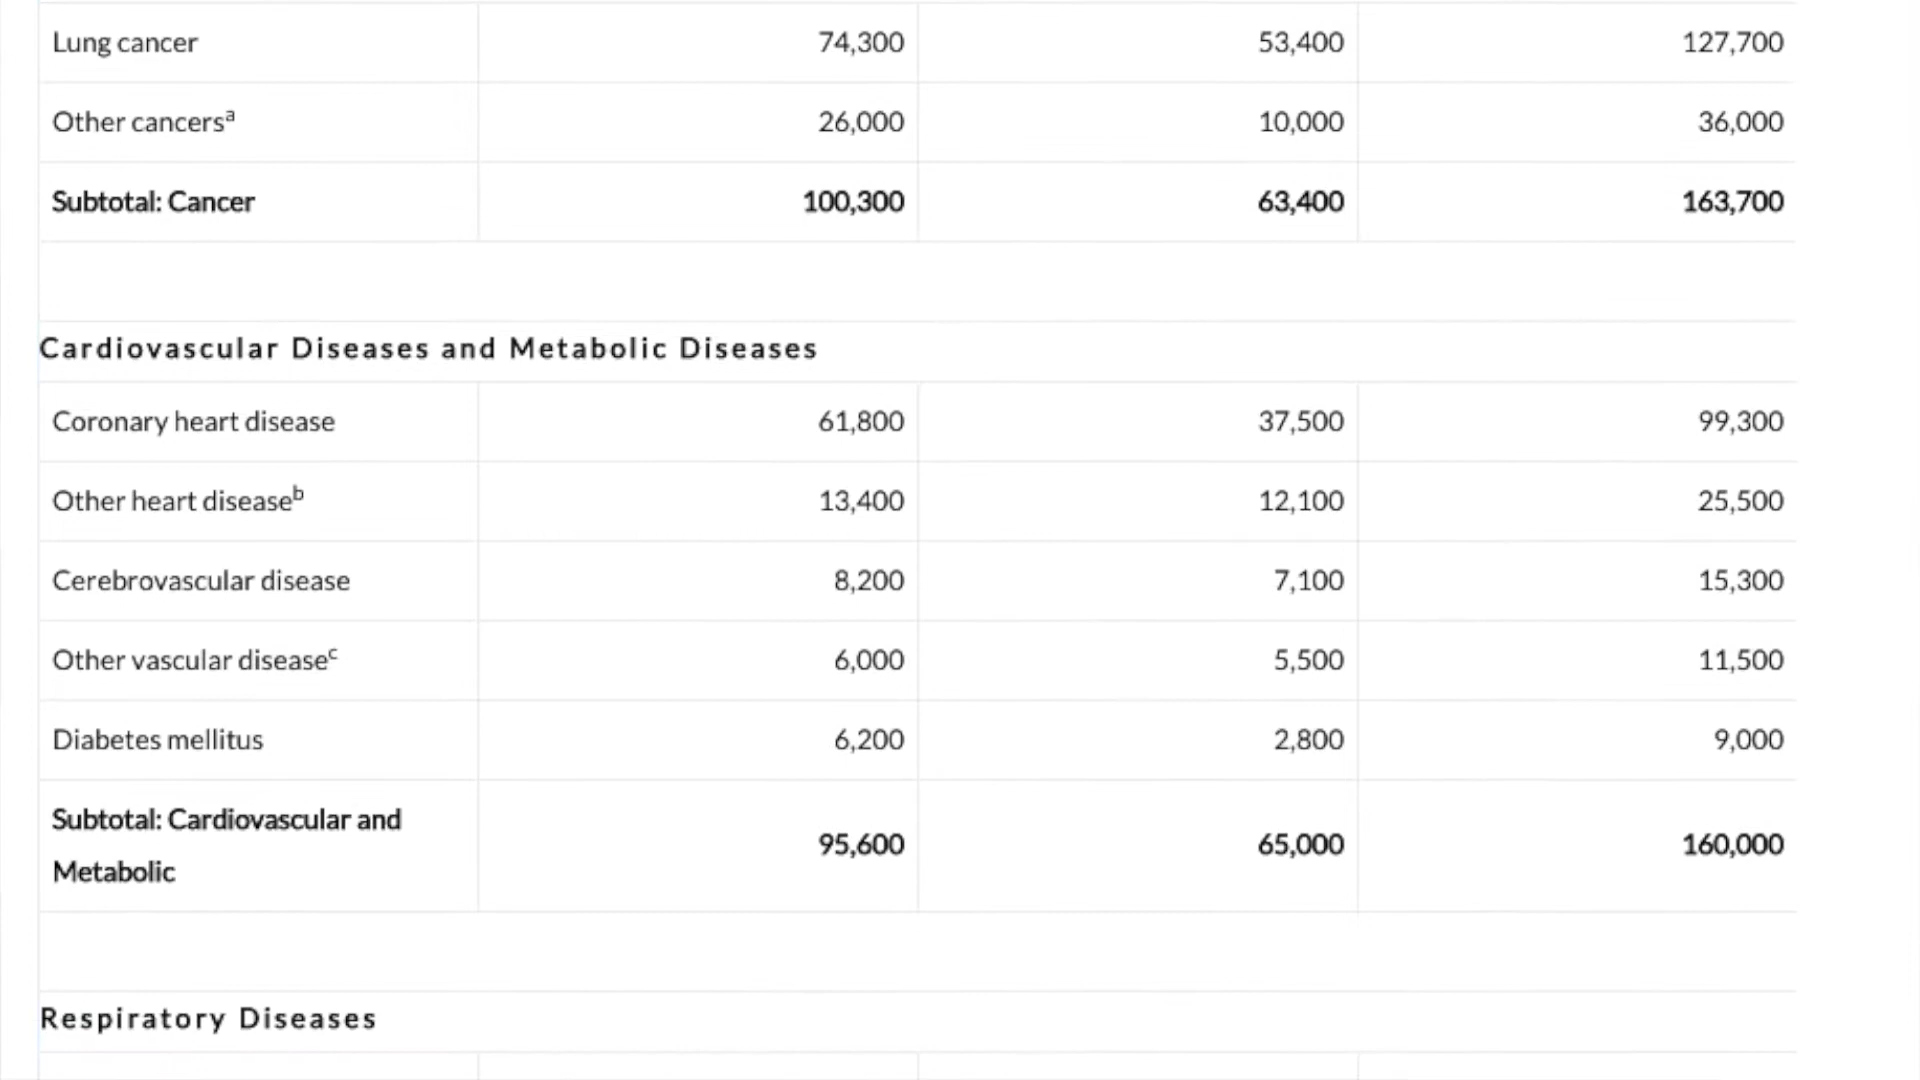 Lung cancer 74,300 53,400 127,700
Other cancersᵃ 26,000 10,000 36,000
Subtotal: Cancer 100,300 63,400 163,700
Cardiovascular Diseases and Metabolic Diseases
Coronary heart disease 61,800 37,500 99,300
Other heart diseaseᵇ 13,400 12,100 25,500
Cerebrovascular disease 8,200 7,100 15,300
Other vascular diseaseᶜ 6,000 5,500 11,500
Diabetes mellitus 6,200 2,800 9,000
Subtotal: Cardiovascular and
Metabolic 95,600 65,000 160,000
Respiratory Diseases